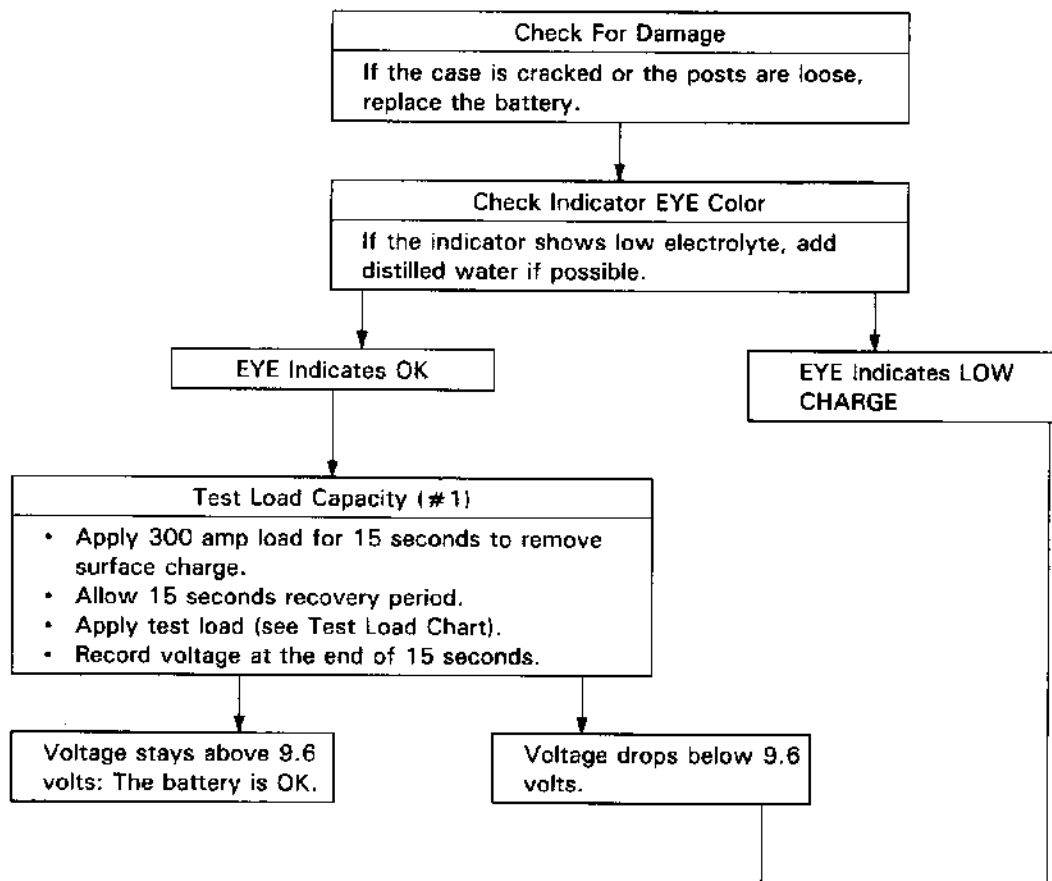 Check For Damage
If the case is cracked or the posts are loose,
replace the battery.
Check Indicator EYE Color
If the indicator shows low electrolyte, add
distilled water if possible.
EYE Indicates OK
EYE Indicates LOW
CHARGE
Test Load Capacity (#1)
• Apply 300 amp load for 15 seconds to remove
surface charge.
• Allow 15 seconds recovery period.
• Apply test load (see Test Load Chart).
• Record voltage at the end of 15 seconds.
Voltage stays above 9.6
volts: The battery is OK.
Voltage drops below 9.6
volts.